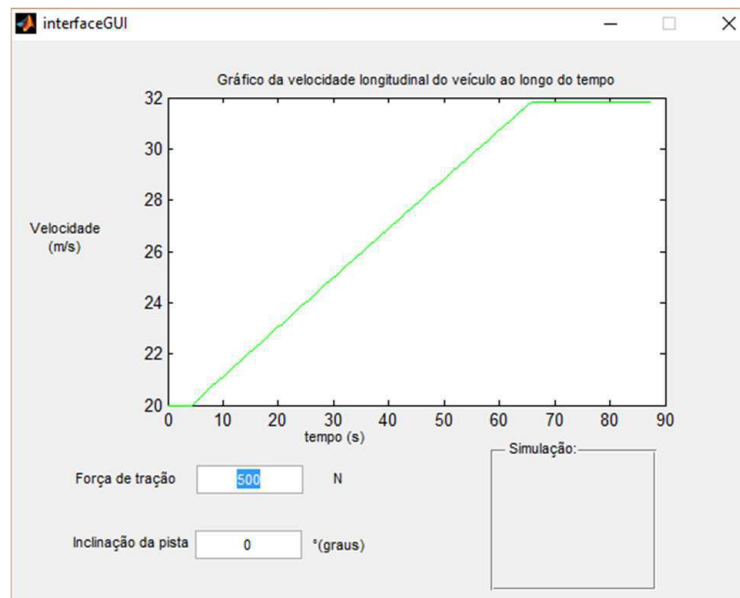 interfaceGUI
Gráfico da velocidade longitudinal do veículo ao longo do tempo
32
30
28
26
24
22
20
Velocidade
(m/s)
0 10 20 30 40 50 60 70 80 90
tempo (s)
Simulação:
Força de tração 500 N
Inclinação da pista 0 °(graus)